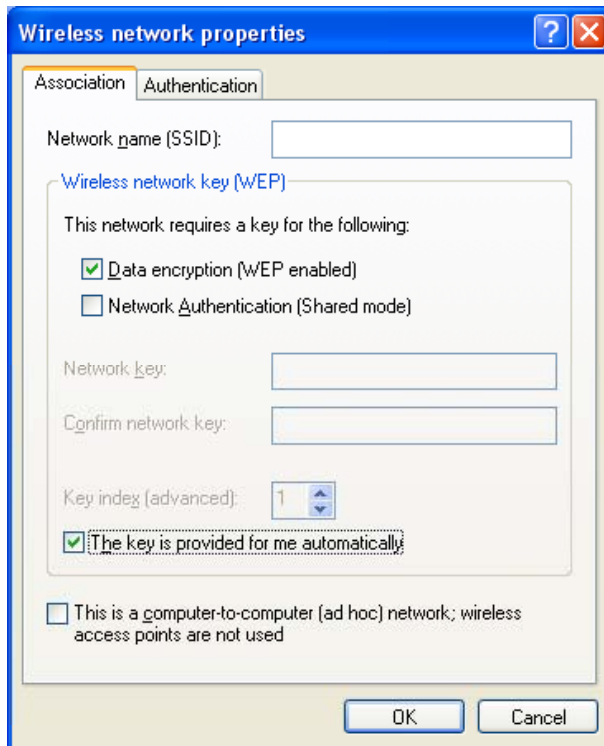 Wireless network properties
Association
Authentication
Network name (SSID):
Wireless network key (WEP)
This network requires a key for the following:
Data encryption (WEP enabled)
Network Authentication (Shared mode)
Network key:
Confirm network key:
Key index (advanced):
1
The key is provided for me automatically
This is a computer-to-computer (ad hoc) network; wireless
access points are not used
OK
Cancel